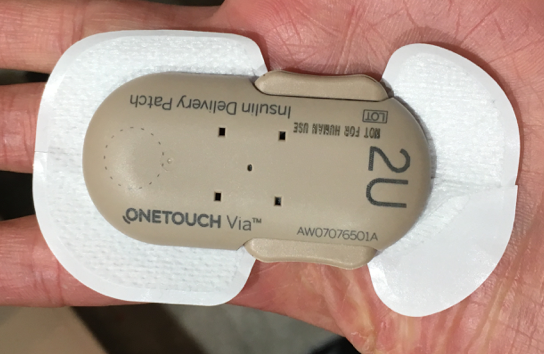 Insulin Delivery Patch
LOT
NOT FOR HUMAN USE
2U
ONETOUCH Via™
AW07076501A